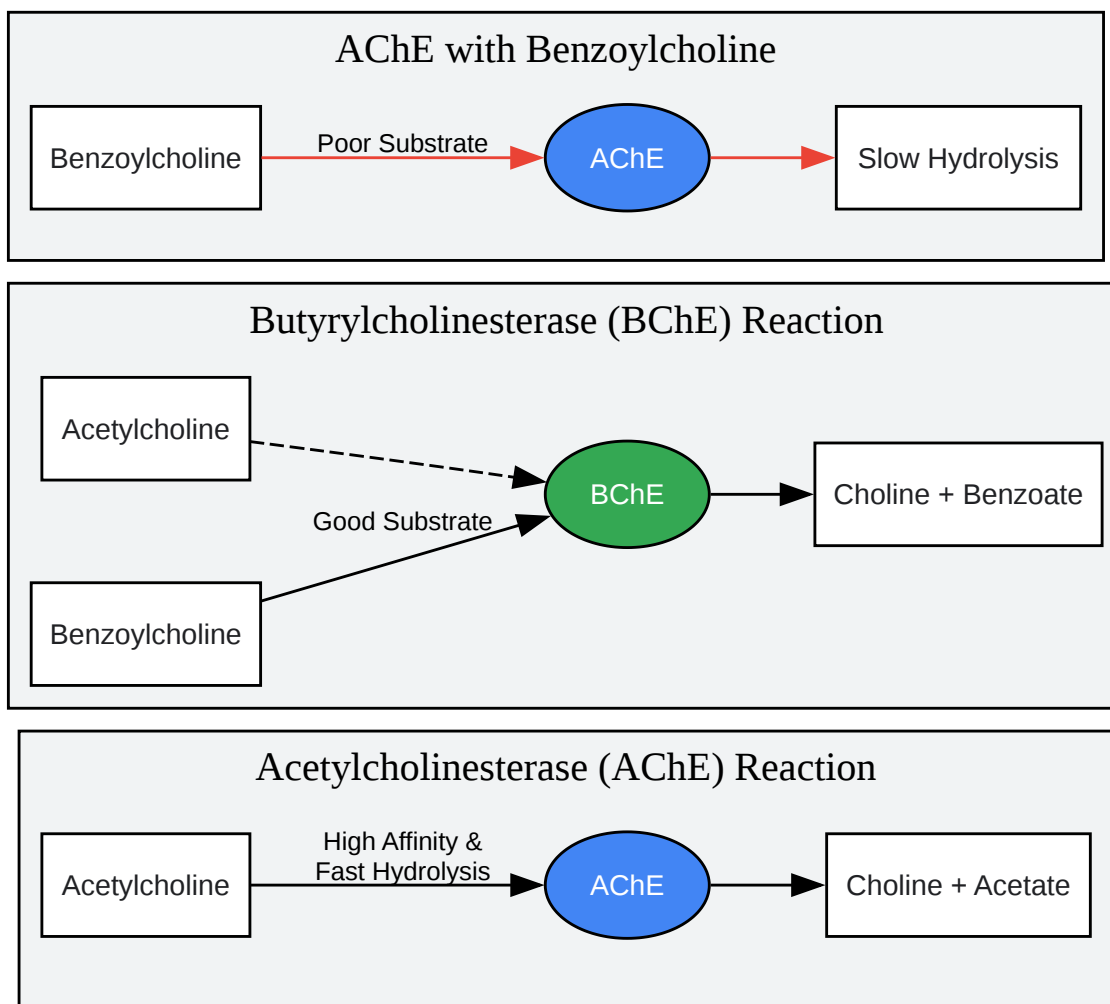 AChE with Benzoylcholine
Benzoylcholine
Poor Substrate
AChE
Slow Hydrolysis
Butyrylcholinesterase (BChE) Reaction
Acetylcholine
Good Substrate
Benzoylcholine
BChE
Choline + Benzoate
Acetylcholinesterase (AChE) Reaction
Acetylcholine
High Affinity &
Fast Hydrolysis
AChE
Choline + Acetate